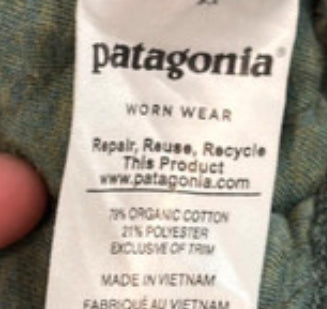 patagonia®
WORN WEAR
Repair, Reuse, Recycle
This Product
www.patagonia.com
79% ORGANIC COTTON
21% POLYESTER
EXCLUSIVE OF TRIM
MADE IN VIETNAM
FABRIQUÉ AU VIETNAM